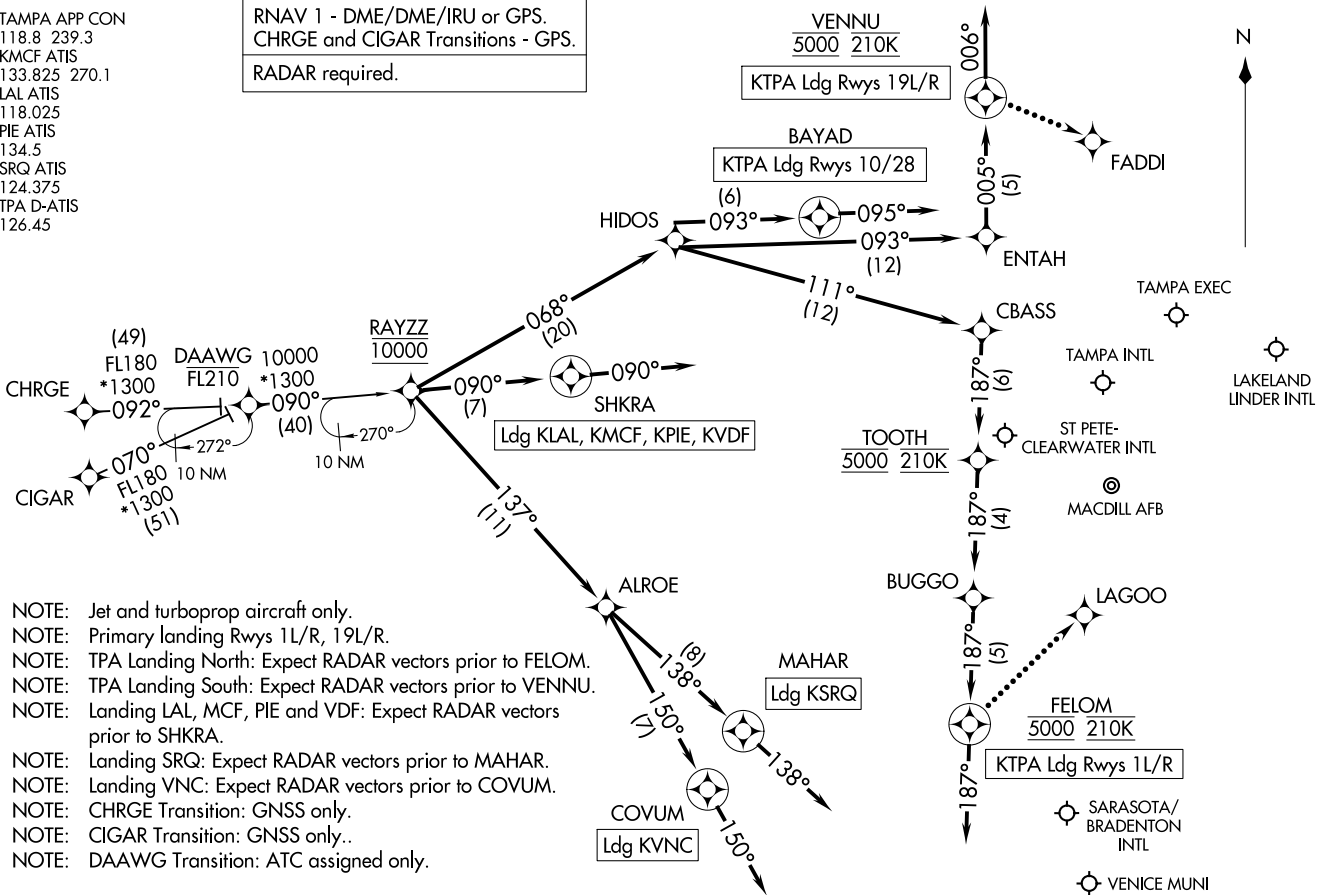 TAMPA APP CON
118.8 239.3
KMCF ATIS
133.825 270.1
LAL ATIS
118.025
PIE ATIS
134.5
SRQ ATIS
124.375
TPA D-ATIS
126.45
RNAV 1 - DME/DME/IRU or GPS.
CHRGE and CIGAR Transitions - GPS.
RADAR required.
VENNU
5000 210K
KTPA Ldg Rwys 19L/R
006°
N
FADDI
BAYAD
KTPA Ldg Rwys 10/28
005°
(5)
HIDOS
(6)
093°
095°
093°
(12)
ENTAH
111°
(12)
CBASS
TAMPA EXEC
TAMPA INTL
LAKELAND
LINDER INTL
068°
(20)
RAYZZ
10000
(49)
FL180
*1300
092°
CHRGE
DAAWG
FL210
10000
*1300
090°
(40)
272°
10 NM
270°
10 NM
070°
FL180
*1300
(51)
CIGAR
090°
(7)
090°
SHKRA
Ldg KLAL, KMCF, KPIE, KVDF
187°
(6)
TOOTH
5000 210K
ST PETE-
CLEARWATER INTL
MACDILL AFB
187°
(4)
137°
(11)
ALROE
BUGGO
LAGOO
187°
(5)
138°
(8)
MAHAR
Ldg KSRQ
138°
150°
(7)
COVUM
Ldg KVNC
150°
FELOM
5000 210K
KTPA Ldg Rwys 1L/R
187°
SARASOTA/
BRADENTON
INTL
VENICE MUNI
NOTE: Jet and turboprop aircraft only.
NOTE: Primary landing Rwys 1L/R, 19L/R.
NOTE: TPA Landing North: Expect RADAR vectors prior to FELOM.
NOTE: TPA Landing South: Expect RADAR vectors prior to VENNU.
NOTE: Landing LAL, MCF, PIE and VDF: Expect RADAR vectors
prior to SHKRA.
NOTE: Landing SRQ: Expect RADAR vectors prior to MAHAR.
NOTE: Landing VNC: Expect RADAR vectors prior to COVUM.
NOTE: CHRGE Transition: GNSS only.
NOTE: CIGAR Transition: GNSS only..
NOTE: DAAWG Transition: ATC assigned only.